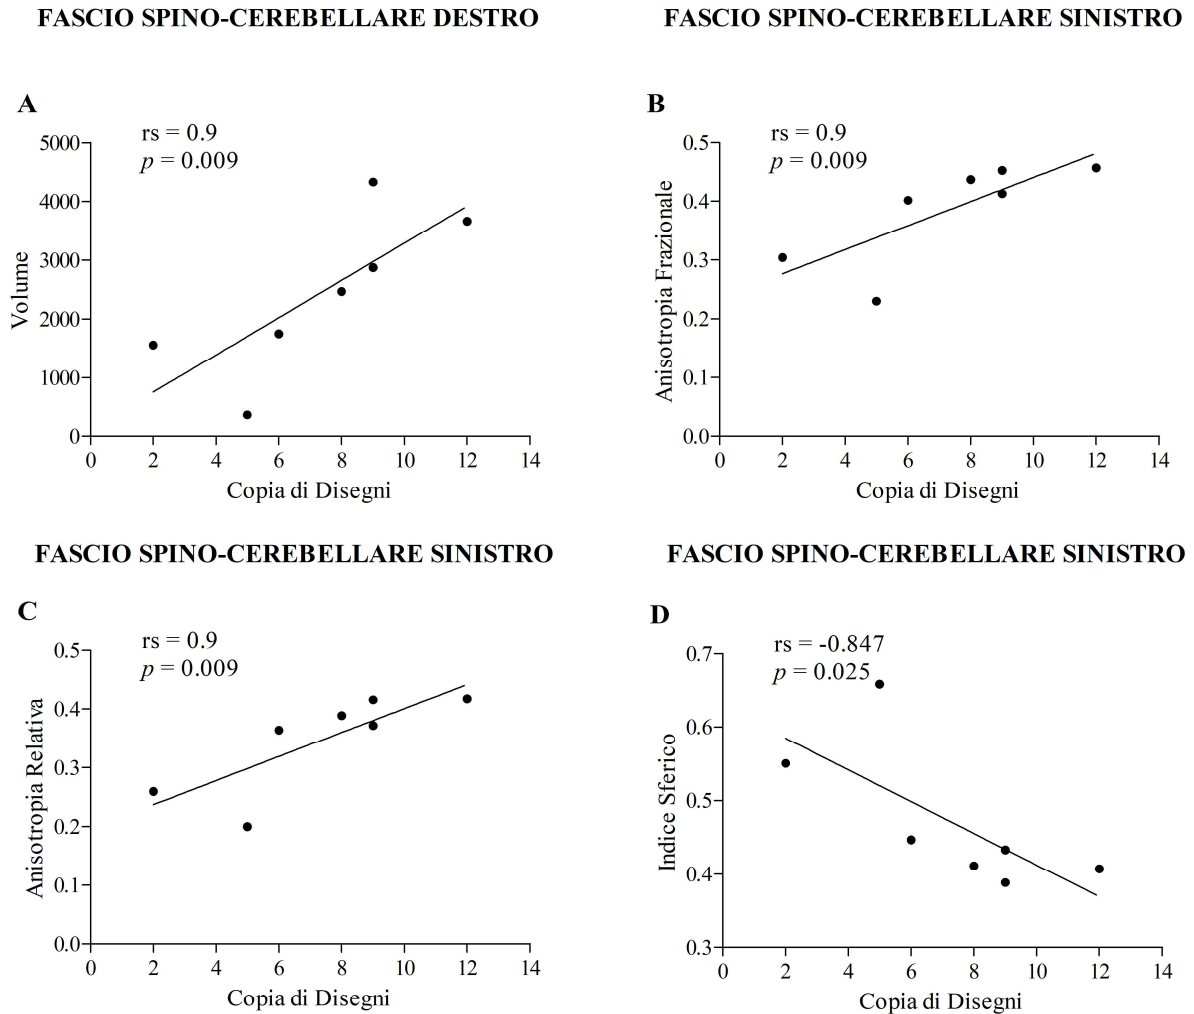 FASCIO SPINO-CEREBELLARE DESTRO
A
rs = 0.9
p = 0.009
5000
4000
3000
2000
1000
0
Volume
0 2 4 6 8 10 12 14
Copia di Disegni
FASCIO SPINO-CEREBELLARE SINISTRO
B
rs = 0.9
p = 0.009
0.5
0.4
0.3
0.2
0.1
0.0
Anisotropia Frazionale
0 2 4 6 8 10 12 14
Copia di Disegni
FASCIO SPINO-CEREBELLARE SINISTRO
C
rs = 0.9
p = 0.009
0.5
0.4
0.3
0.2
0.1
0.0
Anisotropia Relativa
0 2 4 6 8 10 12 14
Copia di Disegni
FASCIO SPINO-CEREBELLARE SINISTRO
D
rs = -0.847
p = 0.025
0.7
0.6
0.5
0.4
0.3
Indice Sferico
0 2 4 6 8 10 12 14
Copia di Disegni